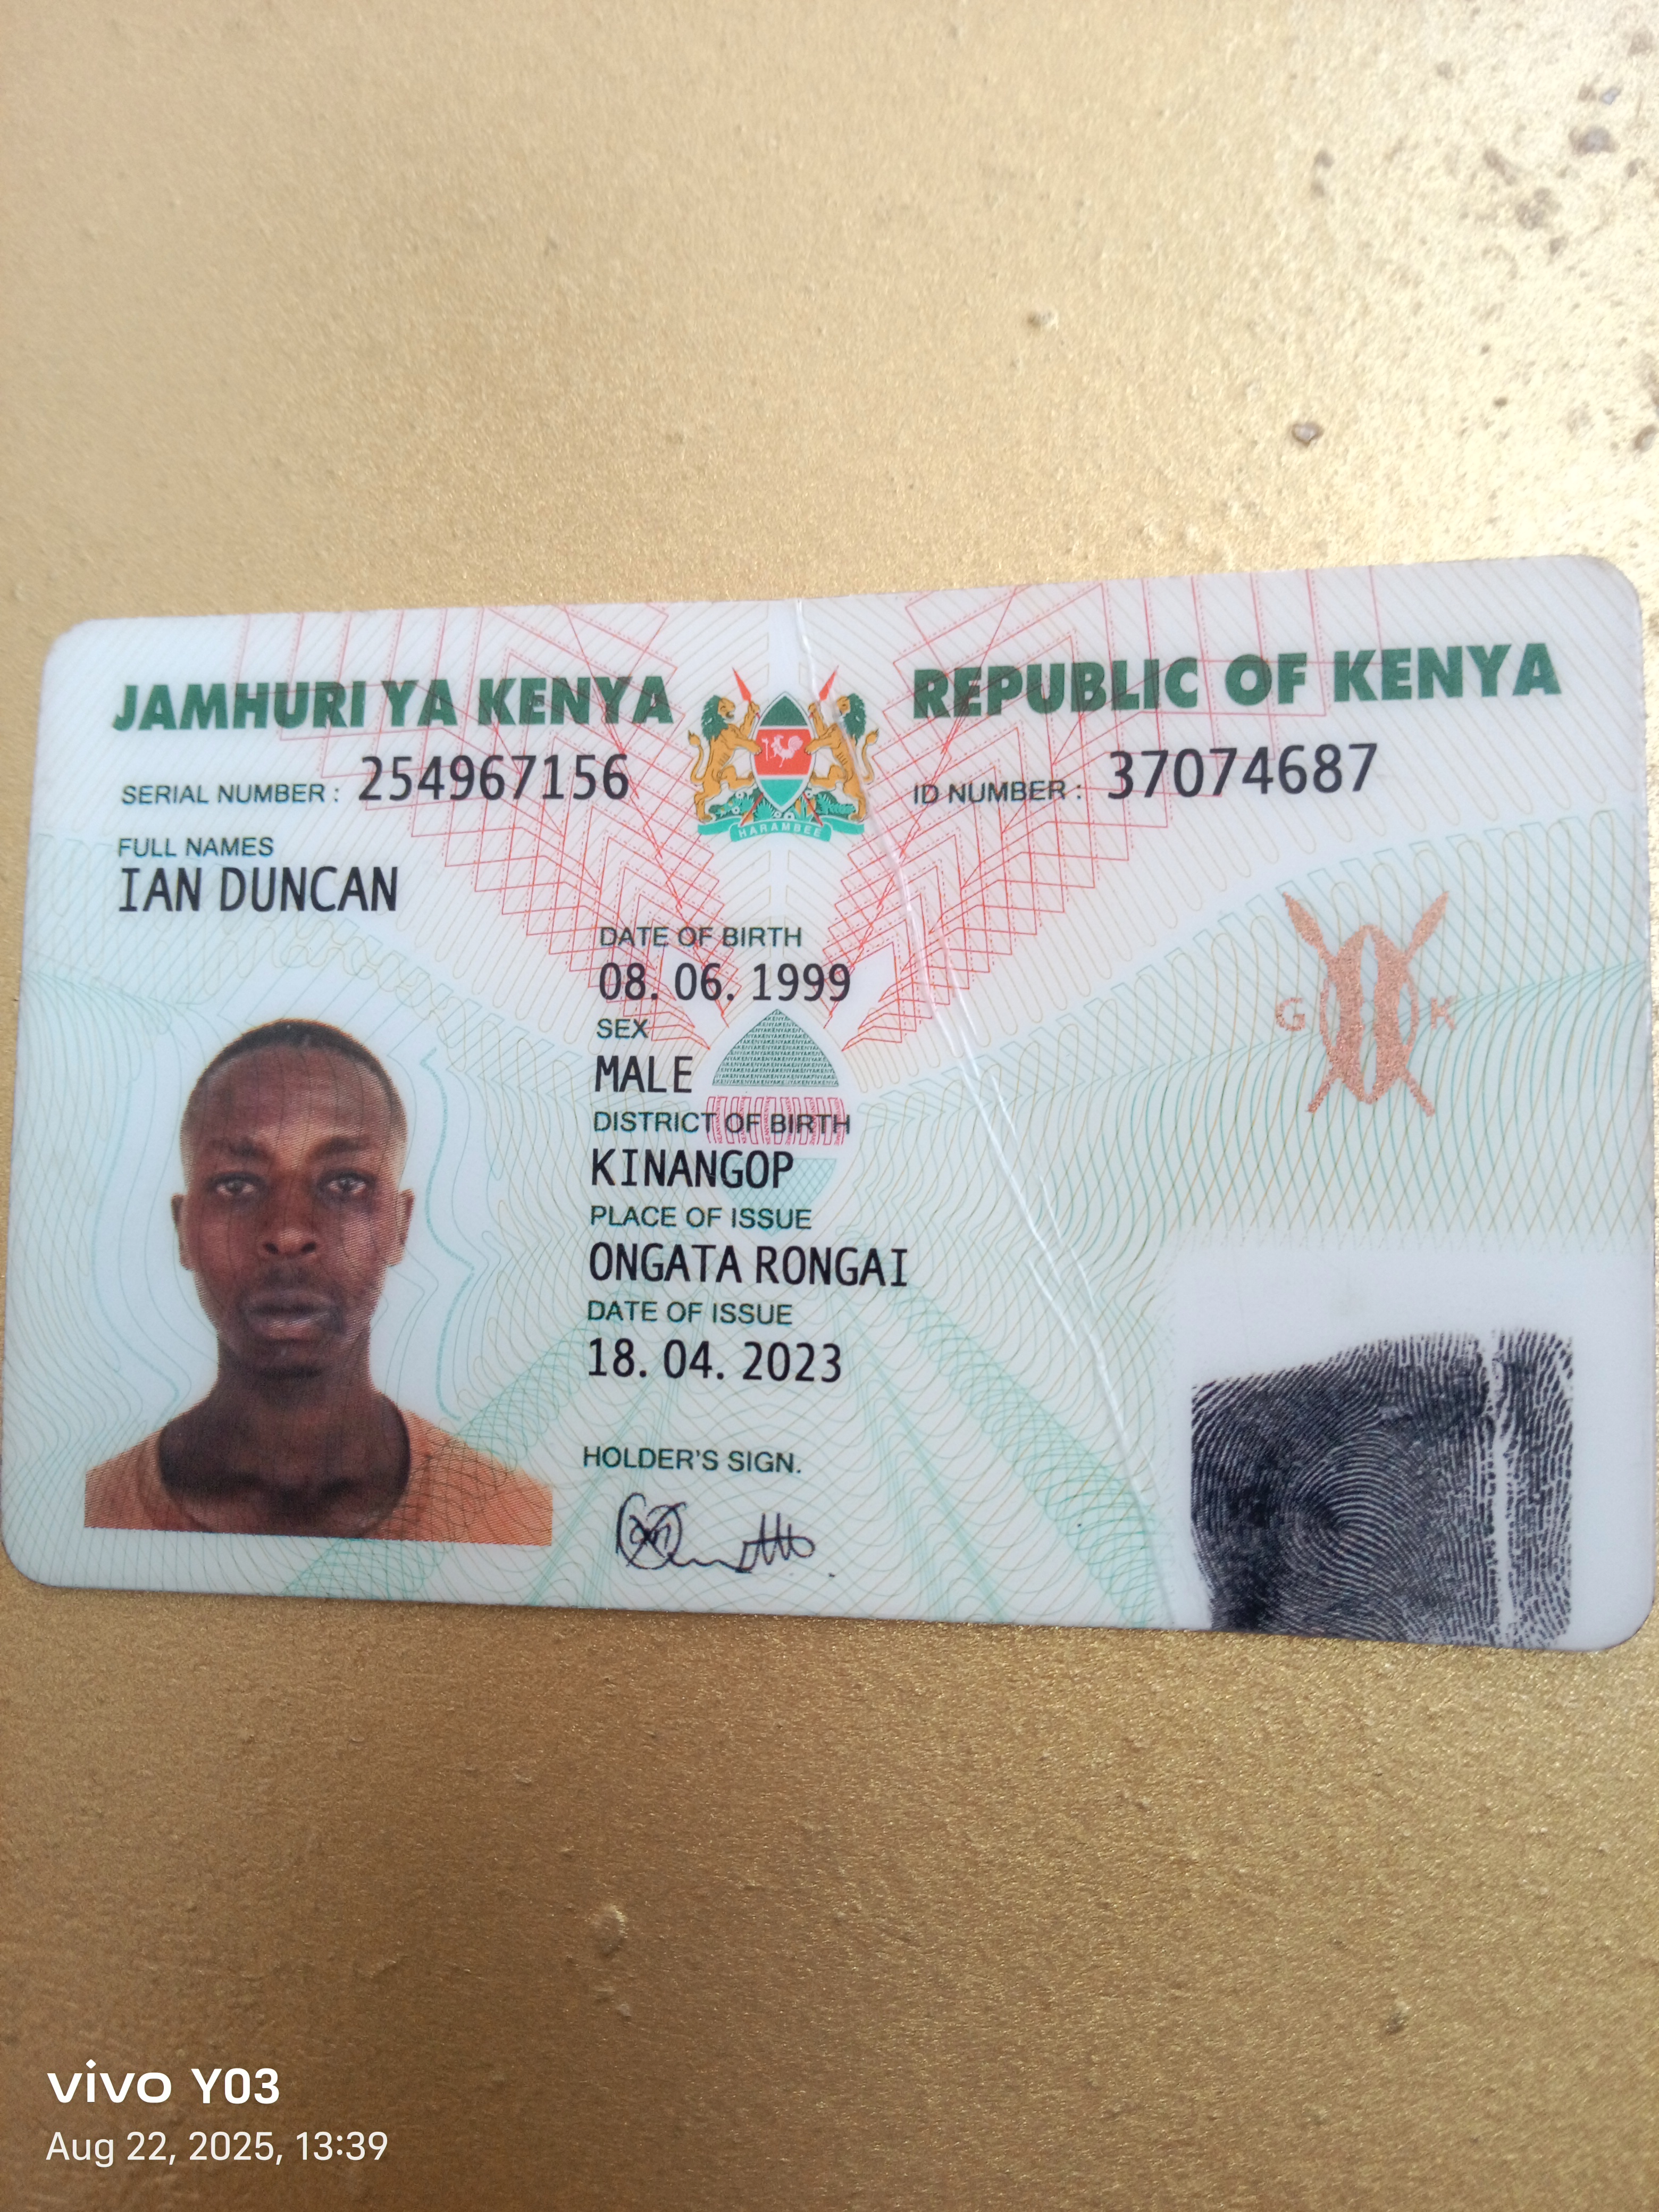 JAMHURI YA KENYA
REPUBLIC OF KENYA
HARAMBEE
SERIAL NUMBER : 254967156
ID NUMBER : 37074687
FULL NAMES
IAN DUNCAN
DATE OF BIRTH
08. 06. 1999
SEX
MALE
DISTRICT OF BIRTH
KINANGOP
PLACE OF ISSUE
ONGATA RONGAI
DATE OF ISSUE
18. 04. 2023
HOLDER'S SIGN.
G K
vivo Y03
Aug 22, 2025, 13:39